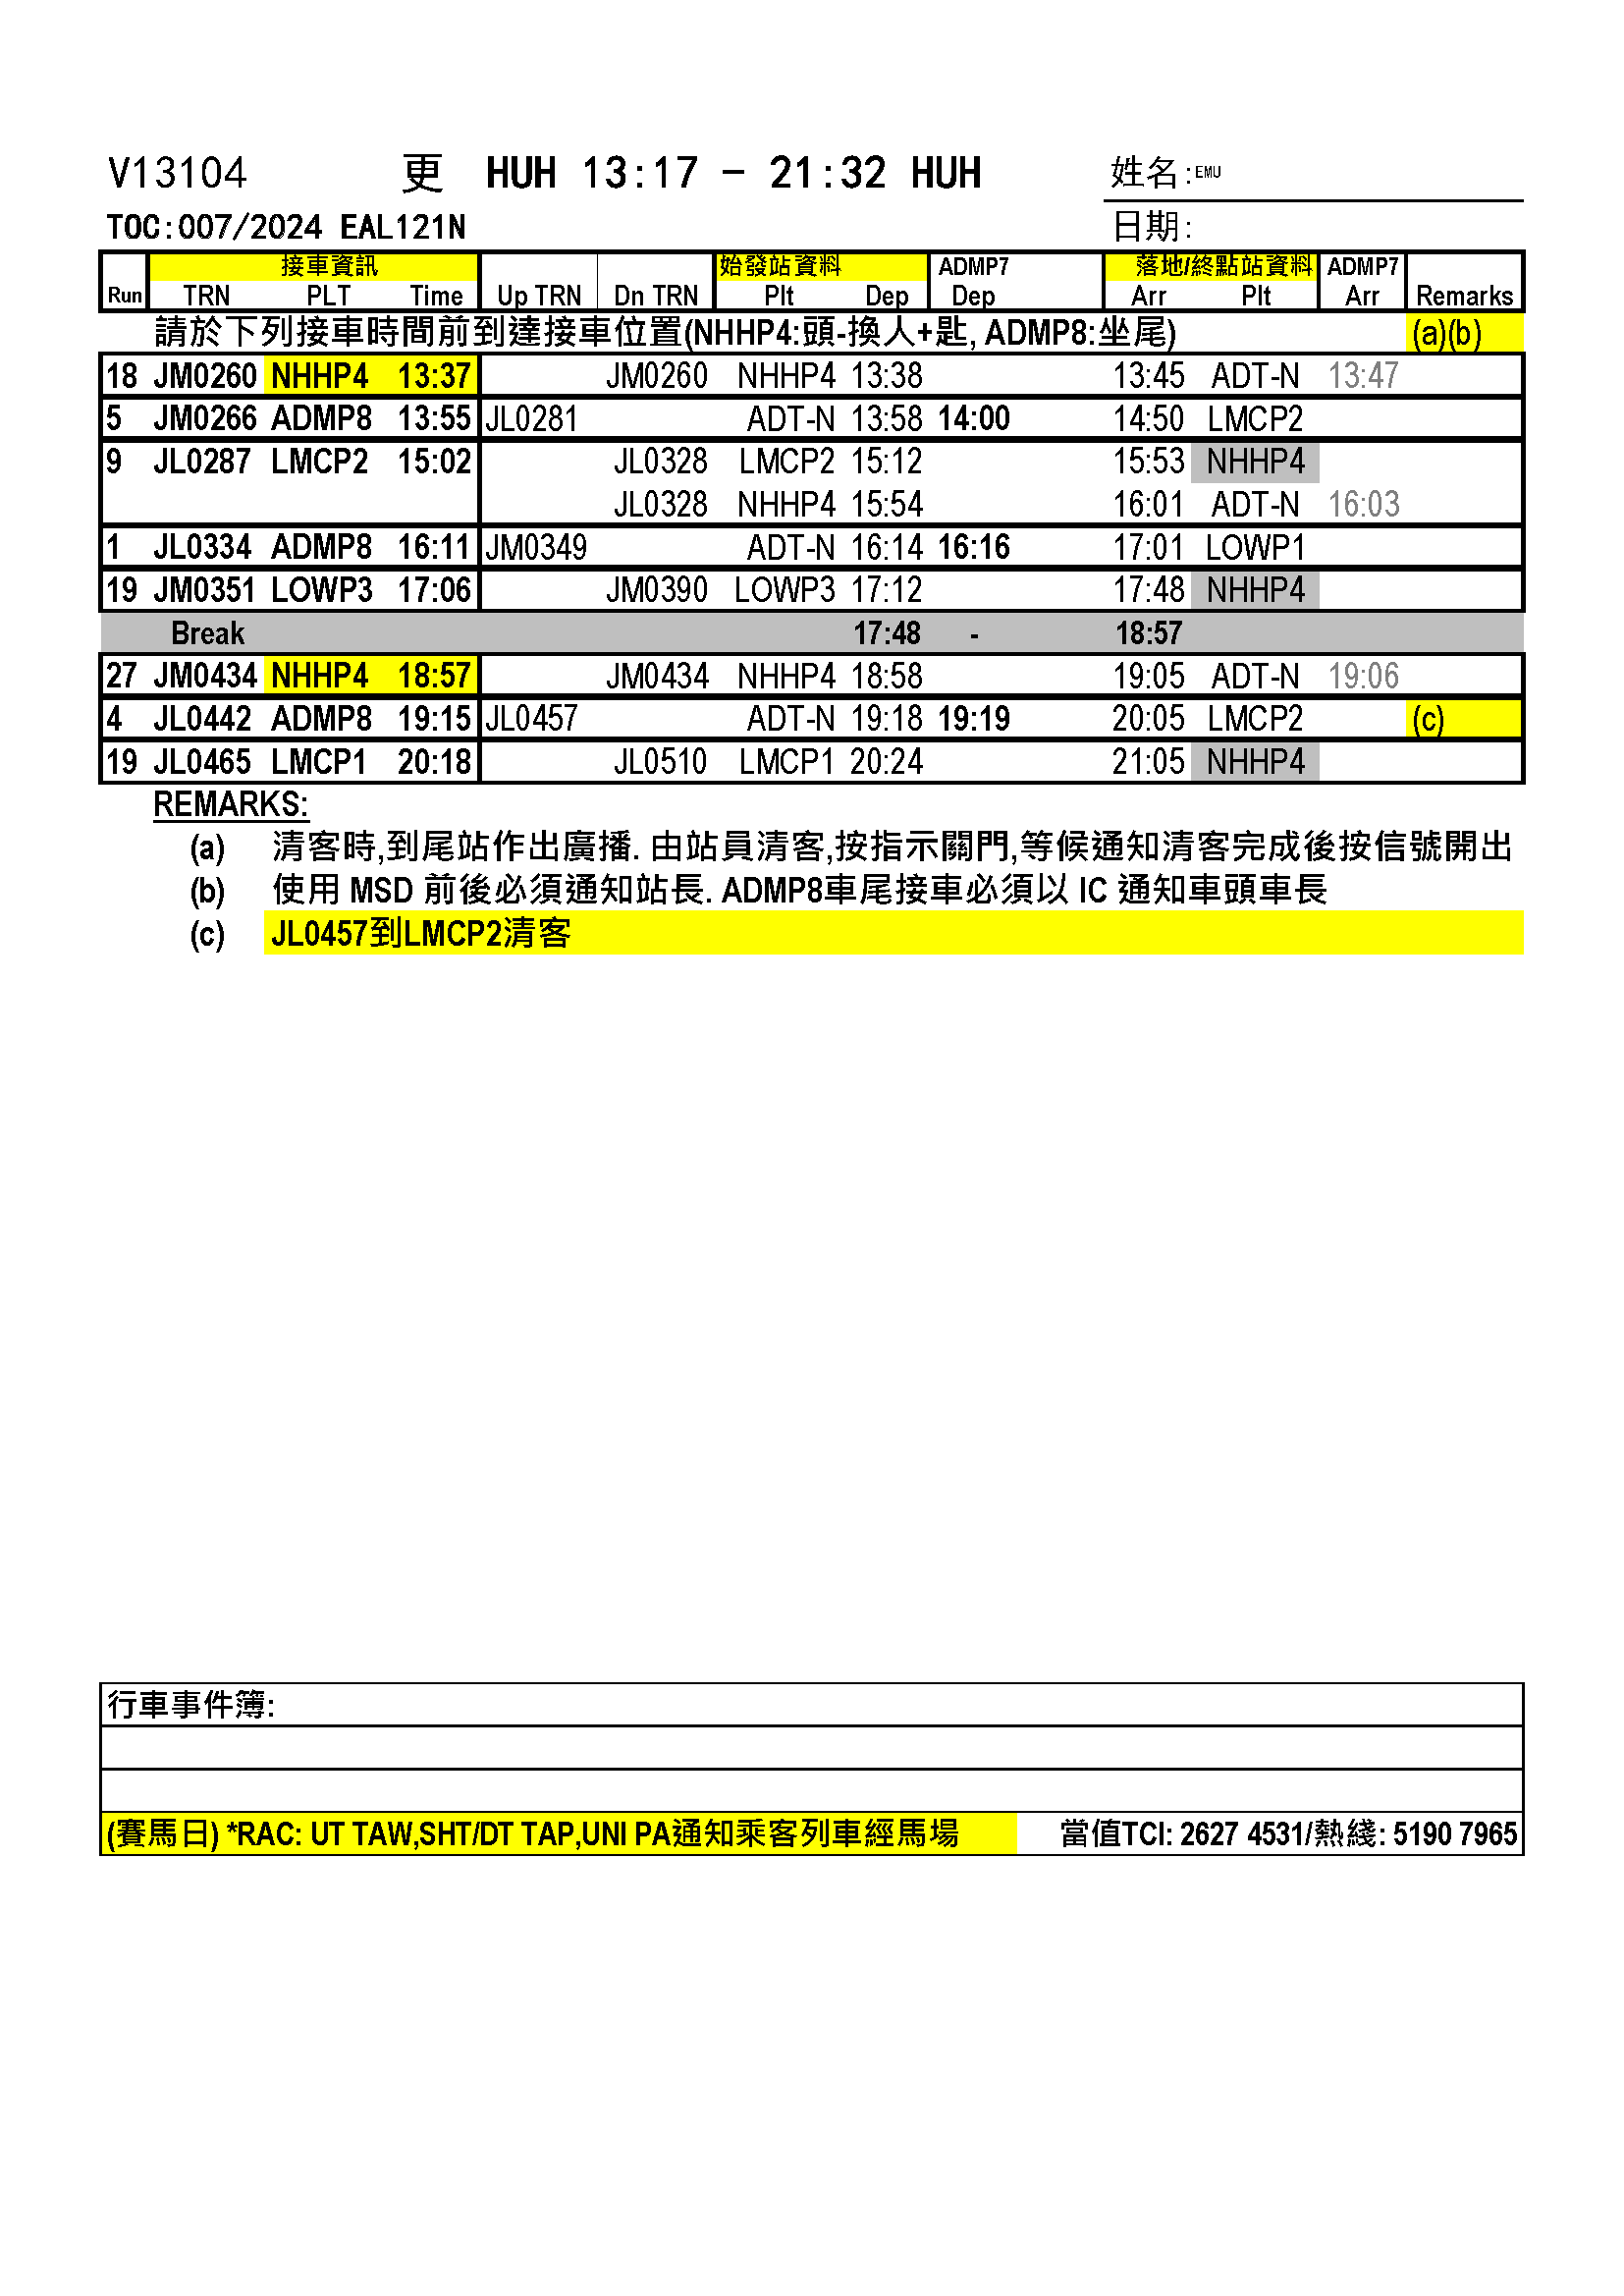 V13104 更 HUH 13:17 - 21:32 HUH 姓名:EMU
TOC:007/2024 EAL121N 日期:
接車資訊 始發站資料 ADMP7 落地/終點站資料 ADMP7
Run TRN PLT Time Up TRN Dn TRN Plt Dep Dep Arr Plt Arr Remarks
請於下列接車時間前到達接車位置(NHHP4:頭-換人+匙, ADMP8:坐尾) (a)(b)
18 JM0260 NHHP4 13:37 JM0260 NHHP4 13:38 13:45 ADT-N 13:47
5 JM0266 ADMP8 13:55 JL0281 ADT-N 13:58 14:00 14:50 LMCP2
9 JL0287 LMCP2 15:02 JL0328 LMCP2 15:12 15:53 NHHP4
JL0328 NHHP4 15:54 16:01 ADT-N 16:03
1 JL0334 ADMP8 16:11 JM0349 ADT-N 16:14 16:16 17:01 LOWP1
19 JM0351 LOWP3 17:06 JM0390 LOWP3 17:12 17:48 NHHP4
Break 17:48 - 18:57
27 JM0434 NHHP4 18:57 JM0434 NHHP4 18:58 19:05 ADT-N 19:06
4 JL0442 ADMP8 19:15 JL0457 ADT-N 19:18 19:19 20:05 LMCP2 (c)
19 JL0465 LMCP1 20:18 JL0510 LMCP1 20:24 21:05 NHHP4
REMARKS:
(a) 清客時,到尾站作出廣播. 由站員清客,按指示關門,等候通知清客完成後按信號開出
(b) 使用 MSD 前後必須通知站長. ADMP8車尾接車必須以 IC 通知車頭車長
(c) JL0457到LMCP2清客
行車事件簿:
(賽馬日) *RAC: UT TAW,SHT/DT TAP,UNI PA通知乘客列車經馬場 當值TCI: 2627 4531/熱綫: 5190 7965